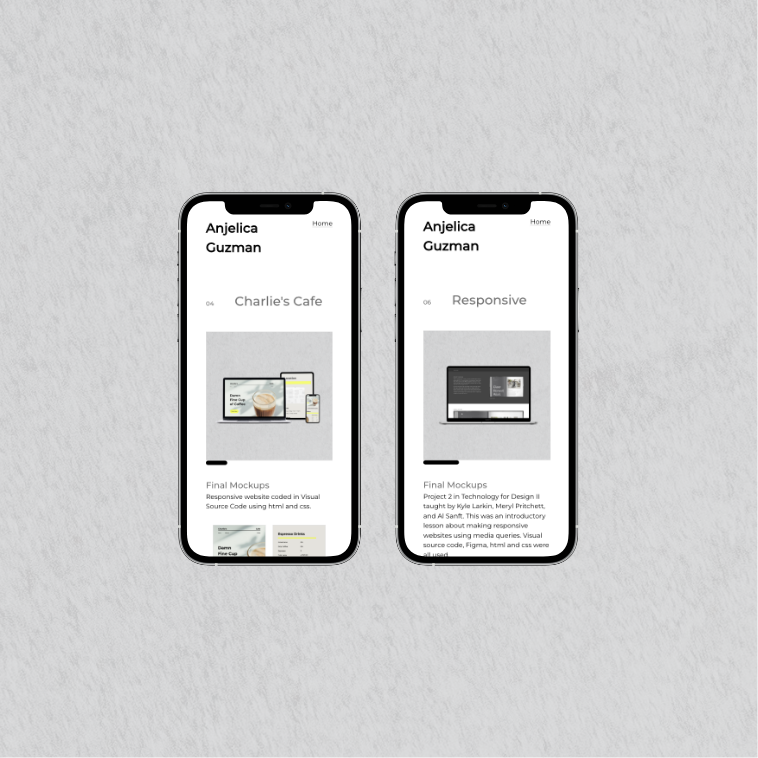 Anjelica
Guzman
Home
04 Charlie's Cafe
Damn
Fine Cup
of Coffee.
Final Mockups
Responsive website coded in Visual
Source Code using html and css.
Damn
Fine Cup
Espresso Drinks
Anjelica
Guzman
Home
06 Responsive
Final Mockups
Project 2 in Technology for Design II
taught by Kyle Larkin, Meryl Pritchett,
and Al Sanft. This was an introductory
lesson about making responsive
websites using media queries. Visual
source code, Figma, html and css were
all used